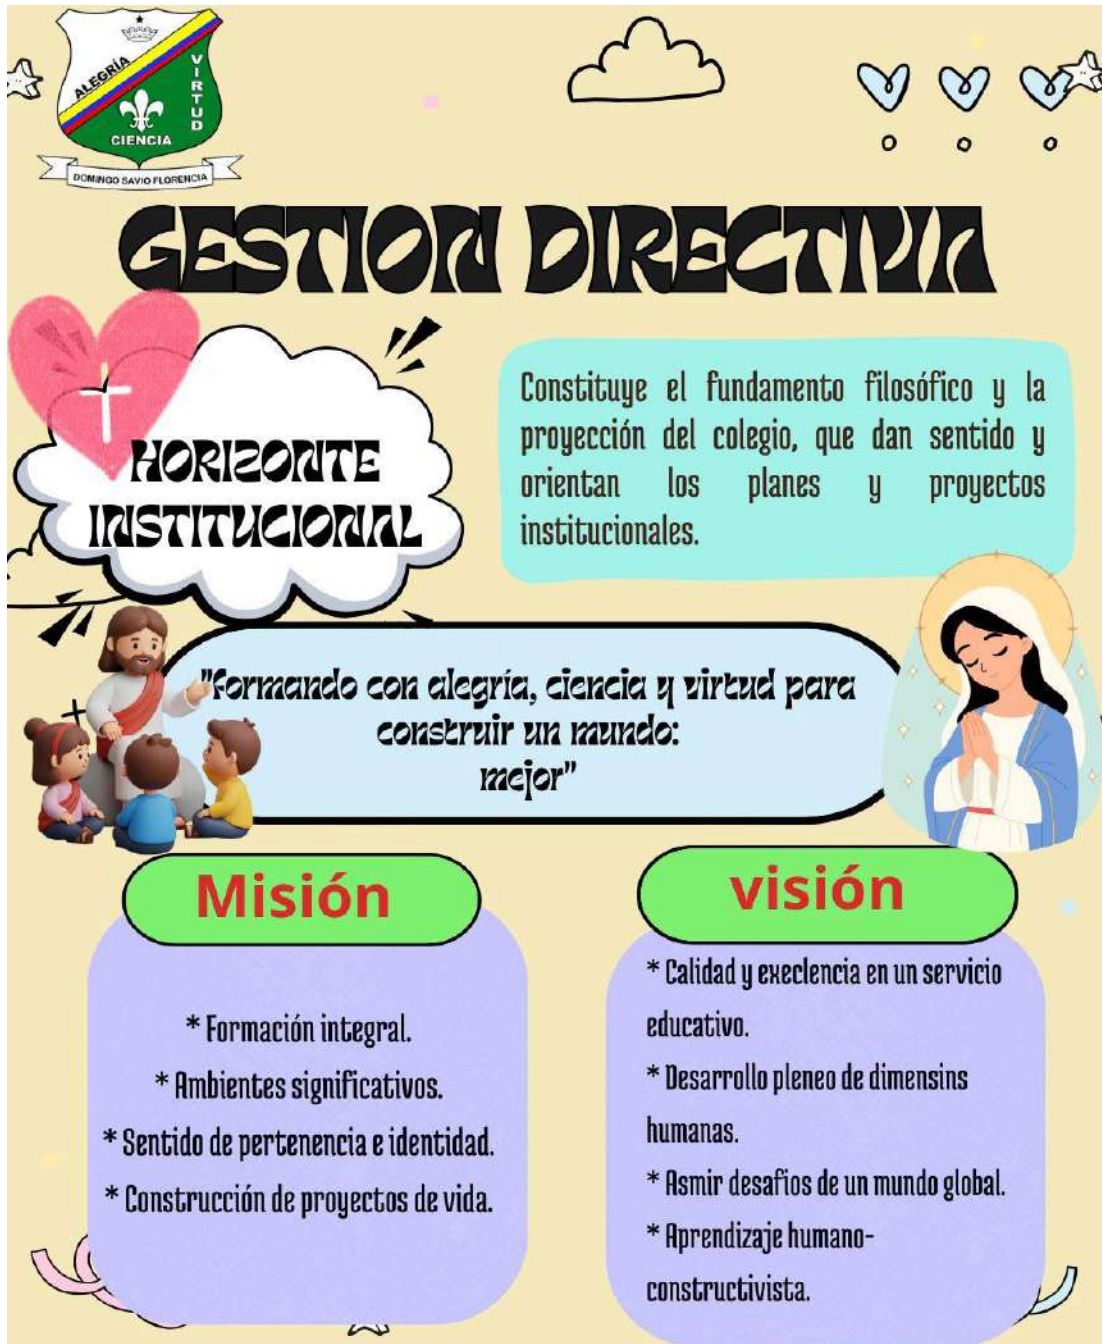 ALEGRÍA
VIRTUD
CIENCIA
DOMINGO SAVIO FLORENCIA
GESTION DIRECTIVA
HORIZONTE
INSTITUCIONAL
Constituye el fundamento filosófico y la
proyección del colegio, que dan sentido y
orientan los planes y proyectos
institucionales.
"Formando con alegría, ciencia y virtud para
construir un mundo:
mejor"
Misión
* Formación integral.
* Ambientes significativos.
* Sentido de pertenencia e identidad.
* Construcción de proyectos de vida.
visión
* Calidad y execlencia en un servicio
educativo.
* Desarrollo pleneo de dimensins
humanas.
* Asmir desafios de un mundo global.
* Aprendizaje humano-
constructivista.